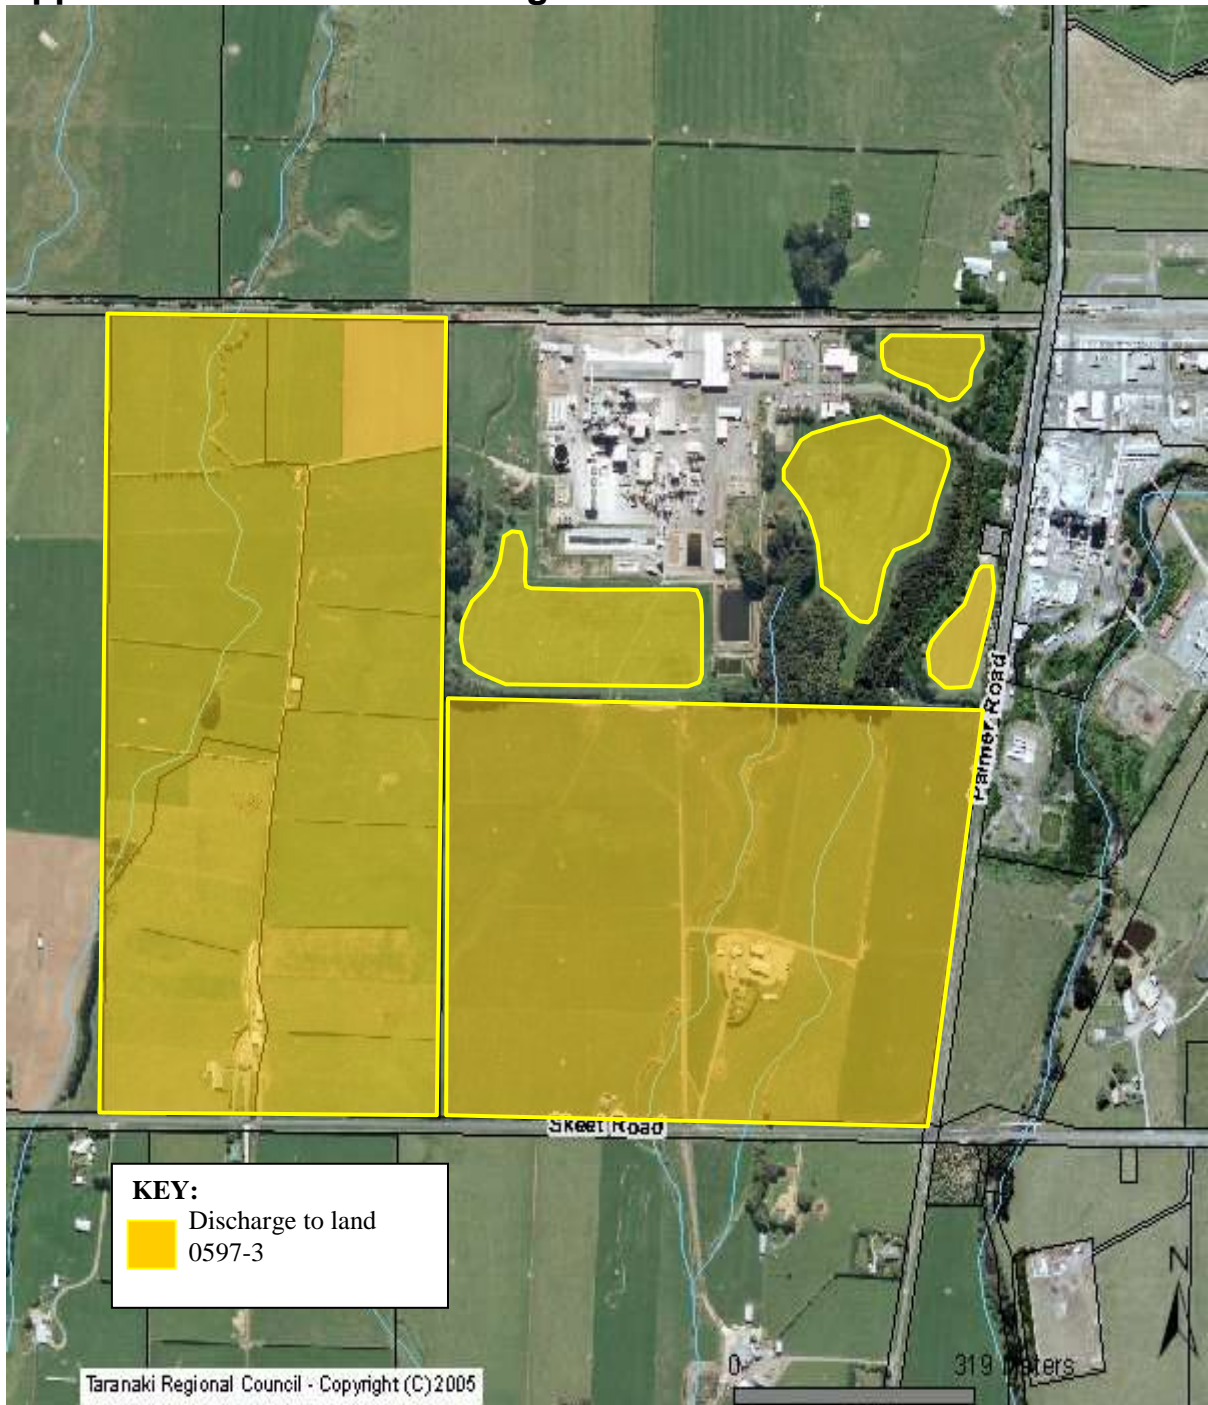 Palmer Road
Skeet Road
KEY:
Discharge to land
0597-3
N
0
319 Meters
Taranaki Regional Council - Copyright (C) 2005